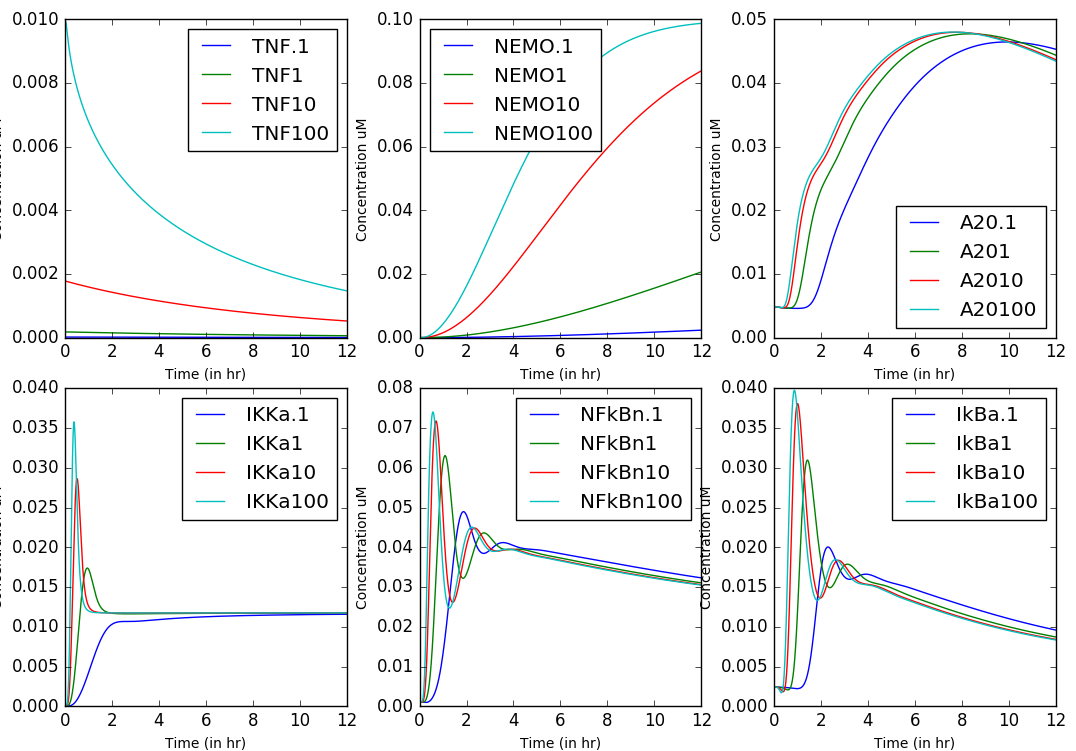 0.010
0.008
0.006
0.004
0.002
0.000
0 2 4 6 8 10 12
Time (in hr)
TNF.1
TNF1
TNF10
TNF100
Concentration uM
0.10
0.08
0.06
0.04
0.02
0.00
0 2 4 6 8 10 12
Time (in hr)
NEMO.1
NEMO1
NEMO10
NEMO100
Concentration uM
0.05
0.04
0.03
0.02
0.01
0.00
0 2 4 6 8 10 12
Time (in hr)
A20.1
A201
A2010
A20100
0.040
0.035
0.030
0.025
0.020
0.015
0.010
0.005
0.000
0 2 4 6 8 10 12
Time (in hr)
IKKa.1
IKKa1
IKKa10
IKKa100
Concentration uM
0.08
0.07
0.06
0.05
0.04
0.03
0.02
0.01
0.00
0 2 4 6 8 10 12
Time (in hr)
NFkBn.1
NFkBn1
NFkBn10
NFkBn100
Concentration uM
0.040
0.035
0.030
0.025
0.020
0.015
0.010
0.005
0.000
0 2 4 6 8 10 12
Time (in hr)
IkBa.1
IkBa1
IkBa10
IkBa100